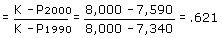 = K – P2000 / K – P1990 = 8,000 – 7,590 / 8,000 – 7,340 = .621